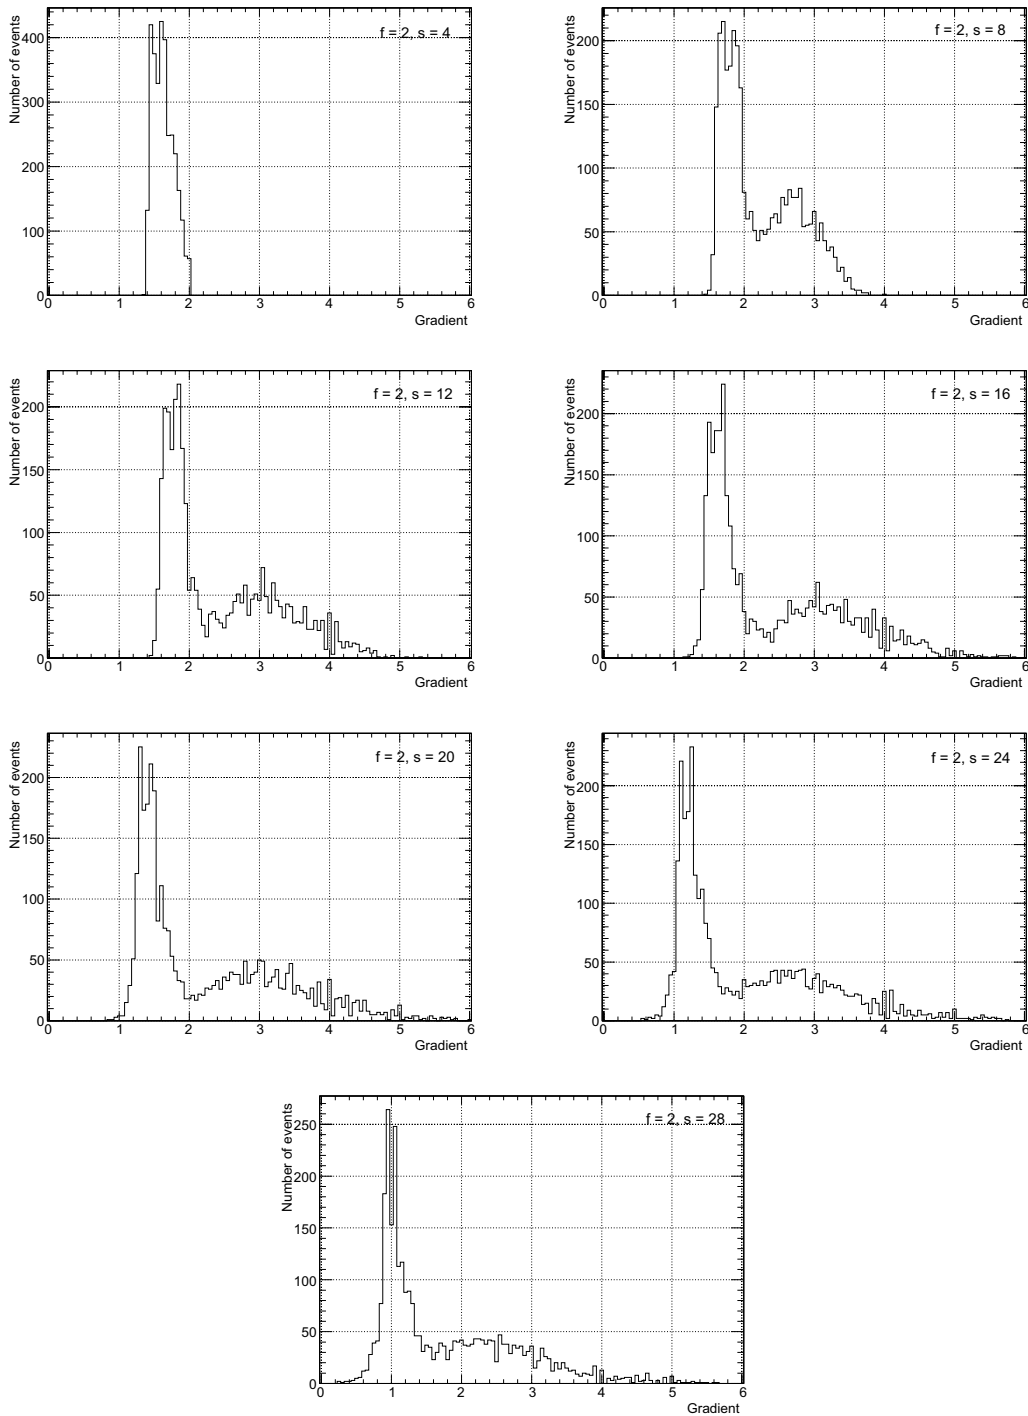 Number of events
f = 2, s = 4
400
300
200
100
0
0 1 2 3 4 5 6
Gradient
Number of events
f = 2, s = 8
200
150
100
50
0
0 1 2 3 4 5 6
Gradient
Number of events
f = 2, s = 12
200
150
100
50
0
0 1 2 3 4 5 6
Gradient
Number of events
f = 2, s = 16
200
150
100
50
0
0 1 2 3 4 5 6
Gradient
Number of events
f = 2, s = 20
200
150
100
50
0
0 1 2 3 4 5 6
Gradient
Number of events
f = 2, s = 24
200
150
100
50
0
0 1 2 3 4 5 6
Gradient
Number of events
f = 2, s = 28
250
200
150
100
50
0
0 1 2 3 4 5 6
Gradient